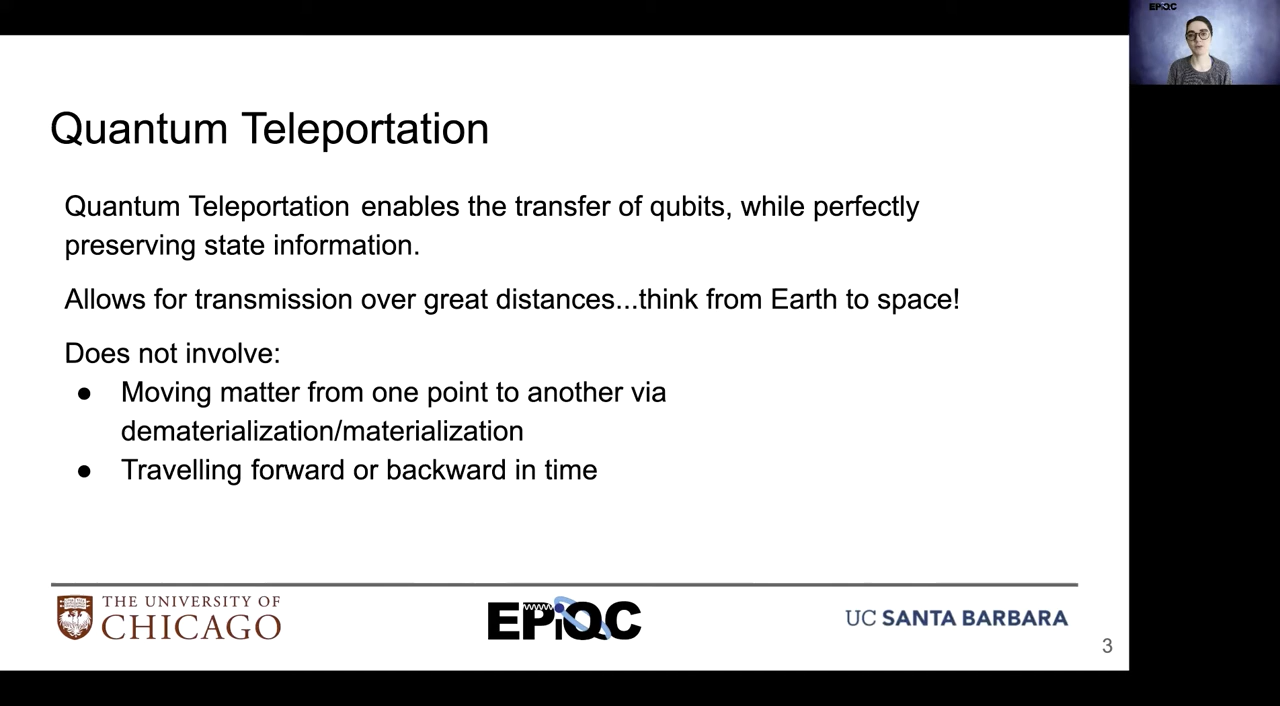 EPiQC
Quantum Teleportation
Quantum Teleportation enables the transfer of qubits, while perfectly
preserving state information.
Allows for transmission over great distances...think from Earth to space!
Does not involve:
● Moving matter from one point to another via
dematerialization/materialization
● Travelling forward or backward in time
THE UNIVERSITY OF
CHICAGO
EPiQC
UC SANTA BARBARA
3